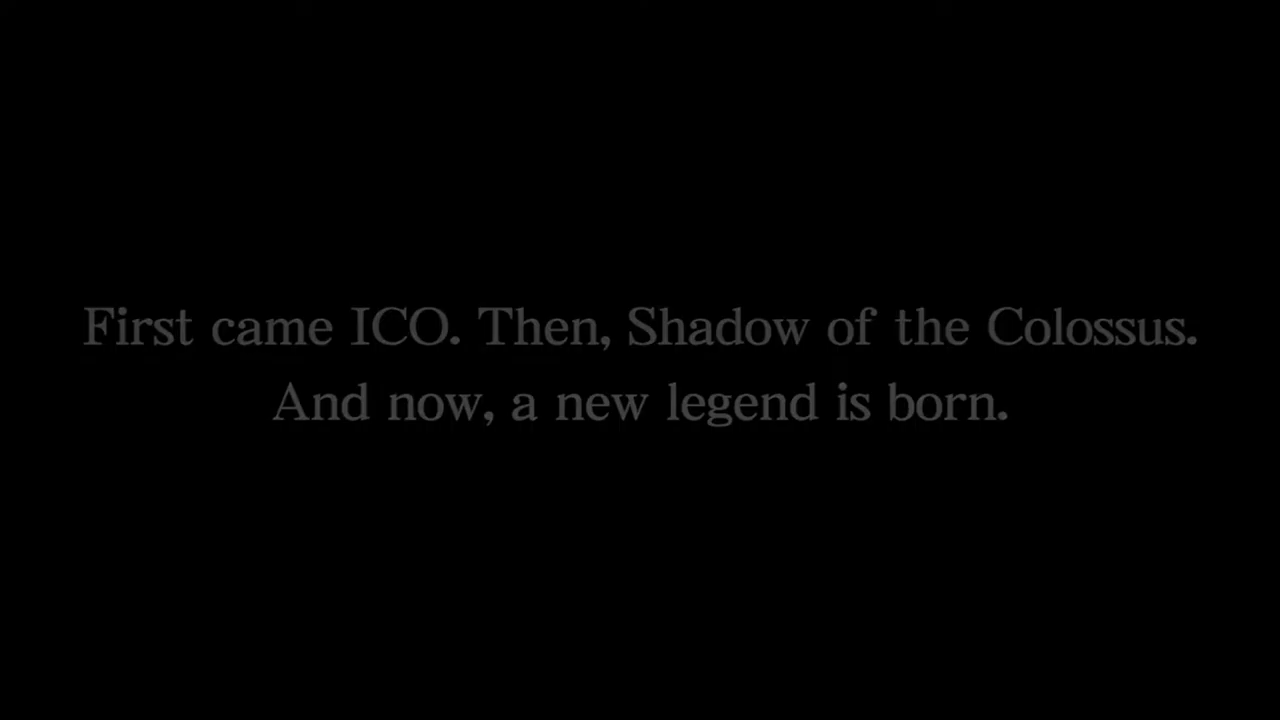 First came ICO. Then, Shadow of the Colossus.
And now, a new legend is born.